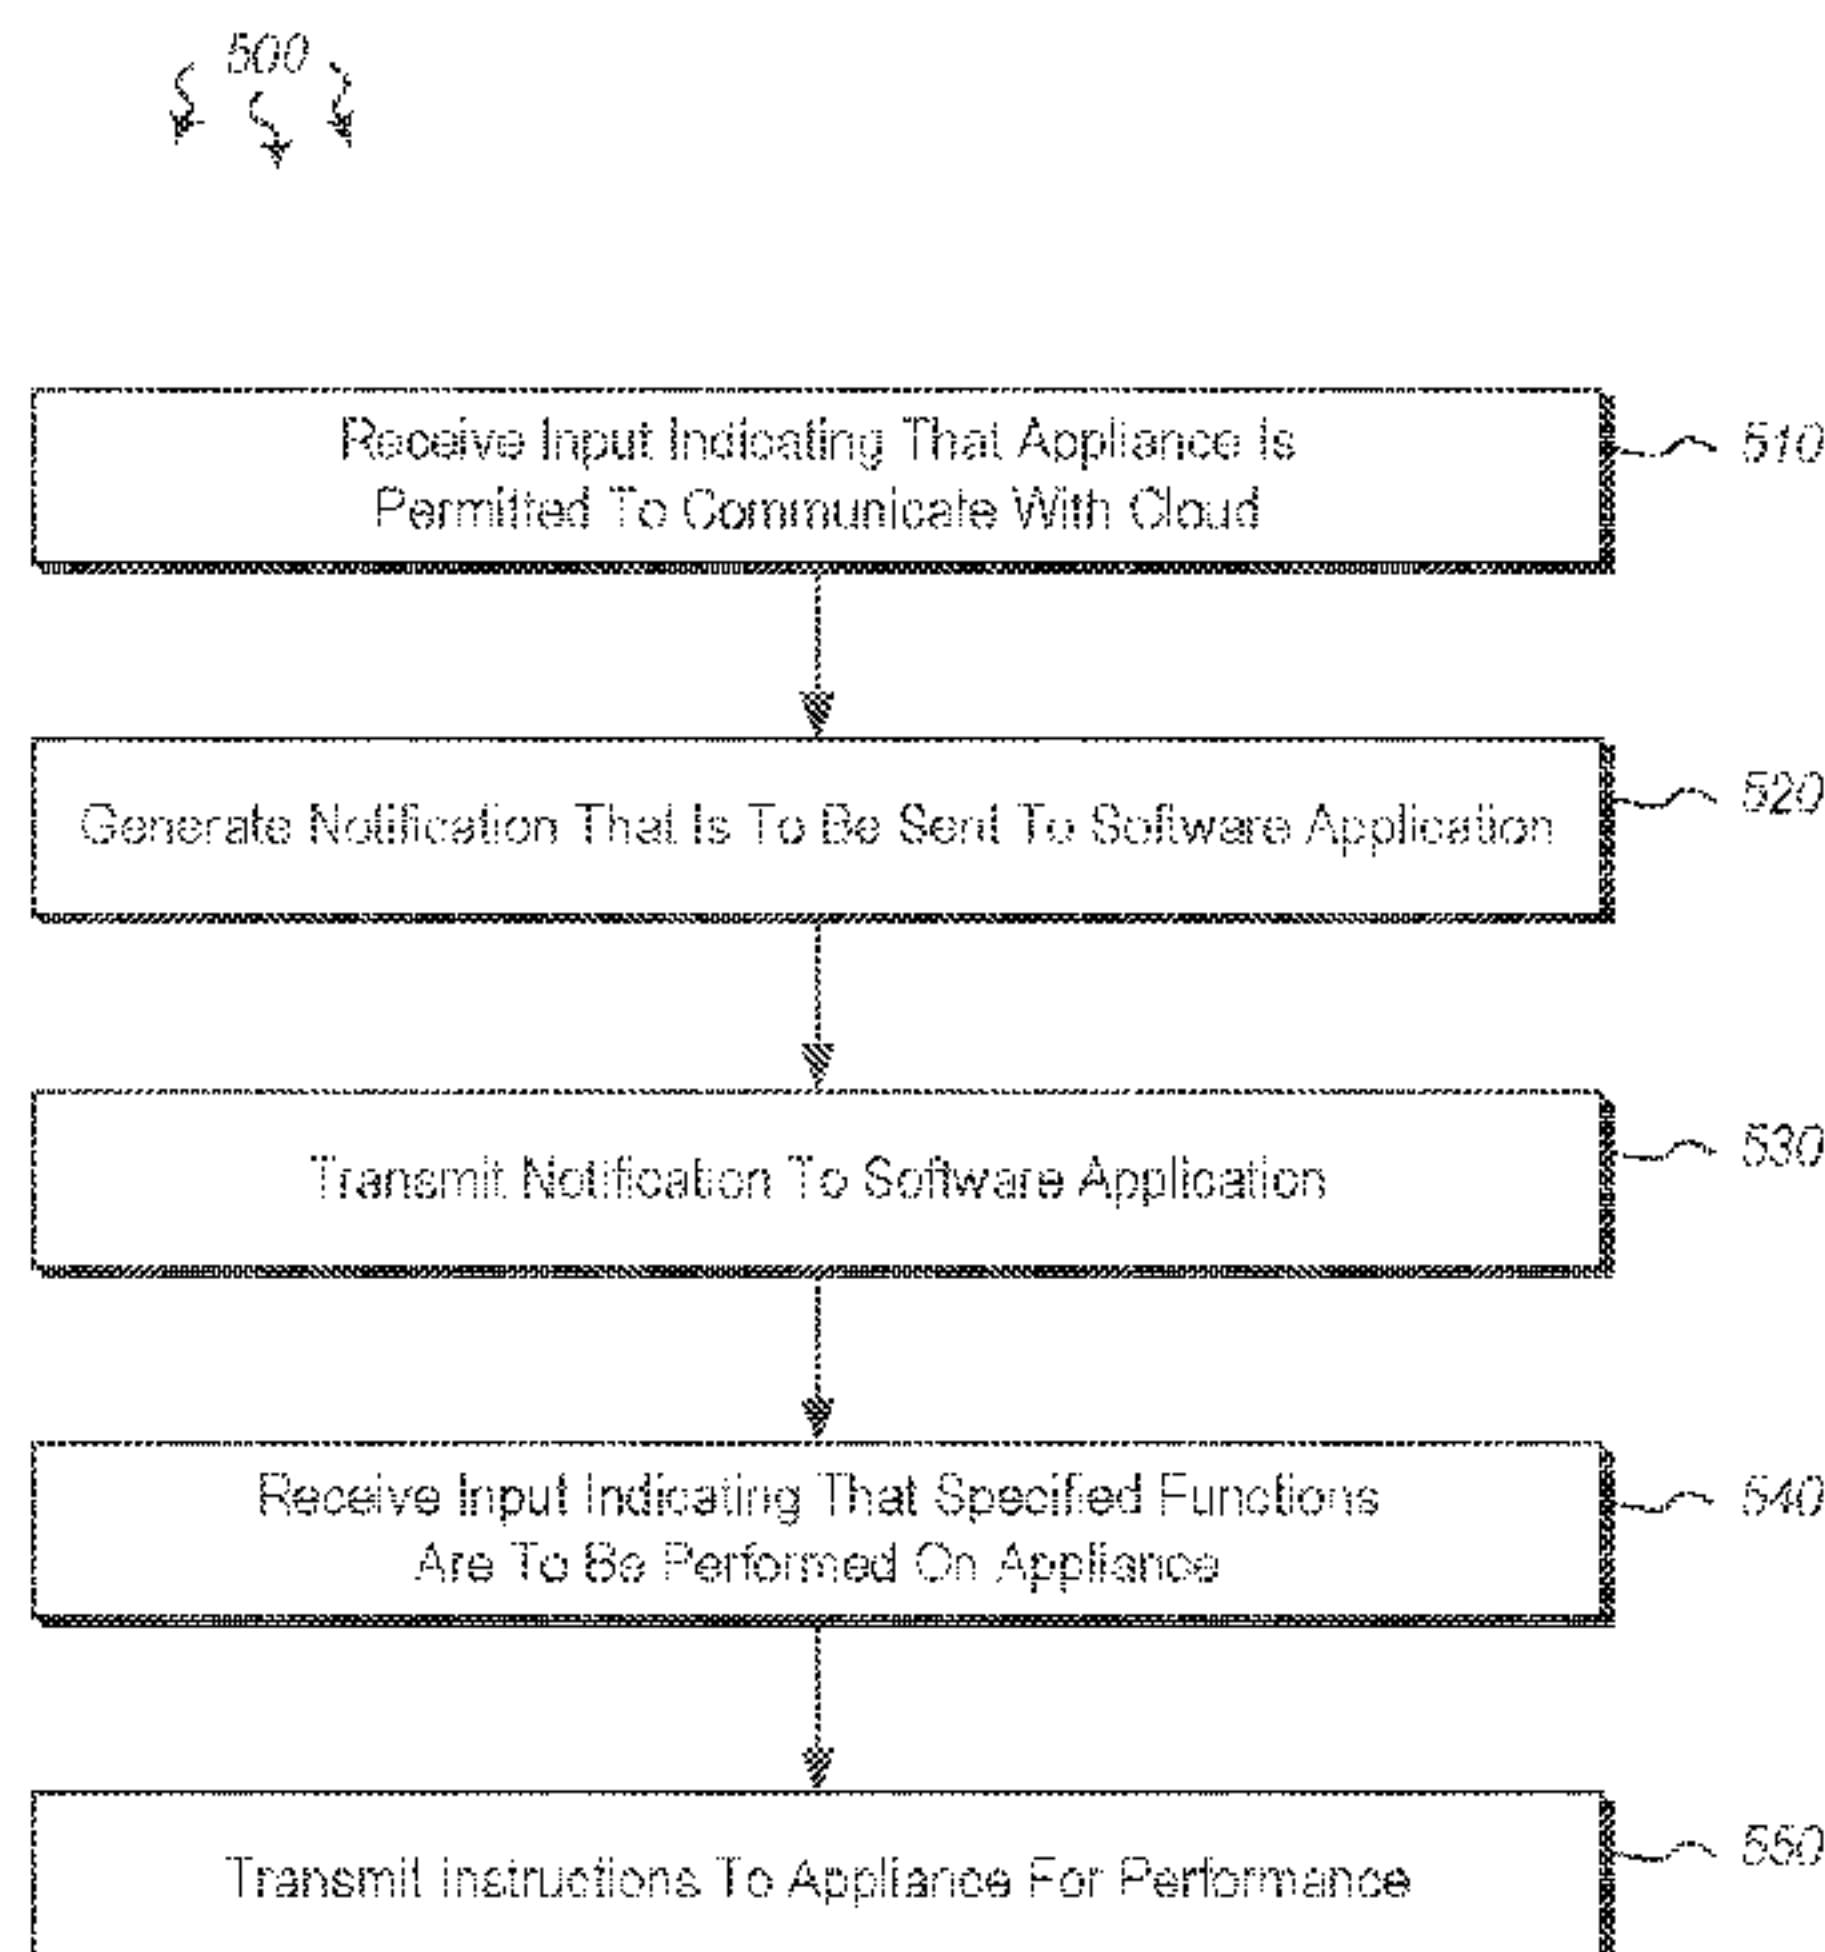 500
Receive Input Indicating That Appliance Is
Permitted To Communicate With Cloud
510
Generate Notification That Is To Be Sent To Software Application
520
Transmit Notification To Software Application
530
Receive Input Indicating That Specified Functions
Are To Be Performed On Appliance
540
Transmit Instructions To Appliance For Performance
550